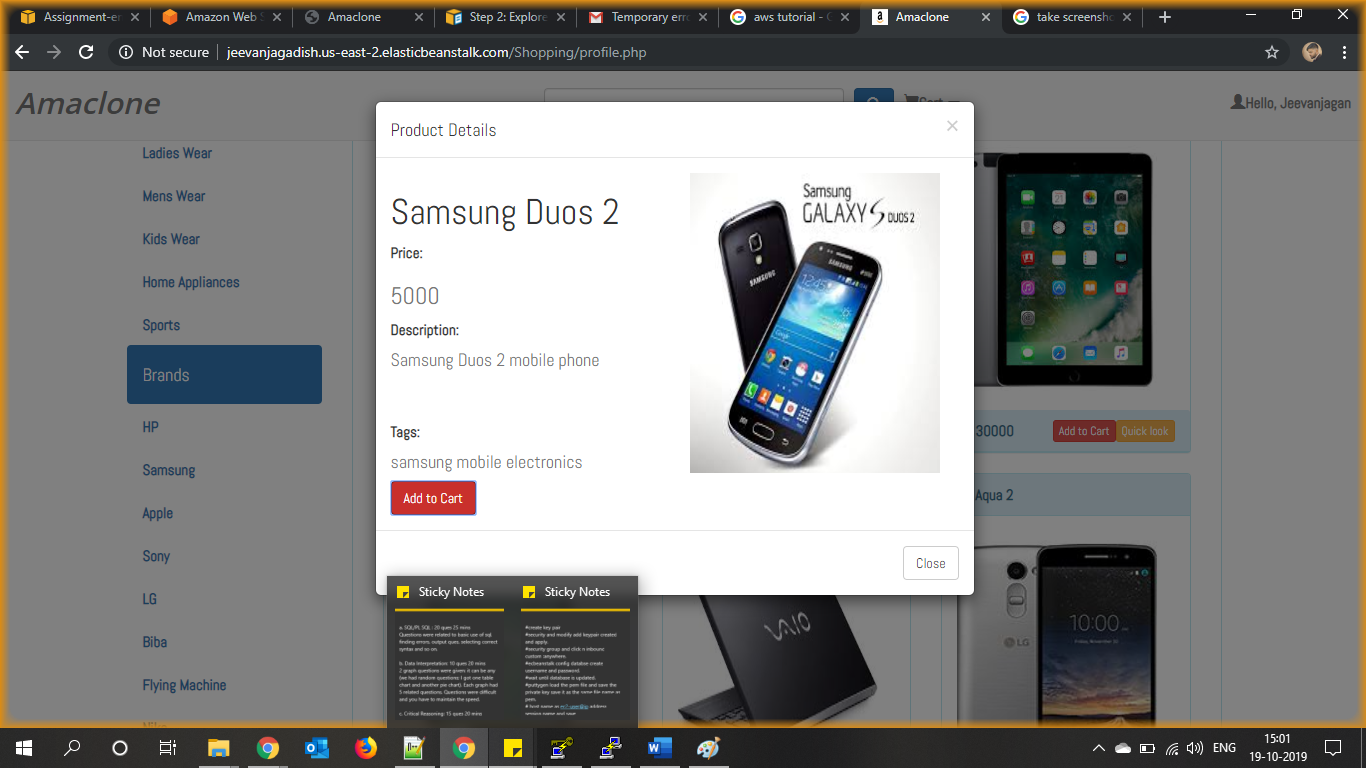 Assignment-er
Amazon Web S
Amaclone
Step 2: Explore
Temporary erro
aws tutorial - G
Amaclone
take screensho
Not secure | jeevanjagadish.us-east-2.elasticbeanstalk.com/Shopping/profile.php
Amaclone
Cart
Hello, Jeevanjagan
Ladies Wear
Mens Wear
Kids Wear
Home Appliances
Sports
Brands
HP
Samsung
Apple
Sony
LG
Biba
Flying Machine
Nike
Product Details
×
Samsung Duos 2
Price:
5000
Description:
Samsung Duos 2 mobile phone
Tags:
samsung mobile electronics
Add to Cart
Samsung
GALAXY S DUOS 2
SAMSUNG
SAMSUNG
Google
Close
30000
Add to Cart
Quick look
Aqua 2
LG
10:00
VAIO
Sticky Notes
a. SQL/PL SQL : 20 ques 25 mins
Questions were related to basic use of sql,
finding errors, output ques, selecting correct
syntax and so on.
b. Data Interpretation: 10 ques 20 mins
2 graph questions were given: it can be any
(we had random questions: I got one table
chart and another pie chart). Each graph had
5 related questions. Questions were difficult
and you have to maintain the speed.
c. Critical Reasoning: 15 ques 20 mins
Sticky Notes
#create key pair
#security and modify add keypair created
and apply.
#security group and click n inbounc
custom anywhere.
#esbeanstalk config databse create
username and password.
#wait until database is updated.
#puttygen load the pem file and save the
private key save it as the same file name as
pem.
address
session name and save
ENG
15:01
19-10-2019